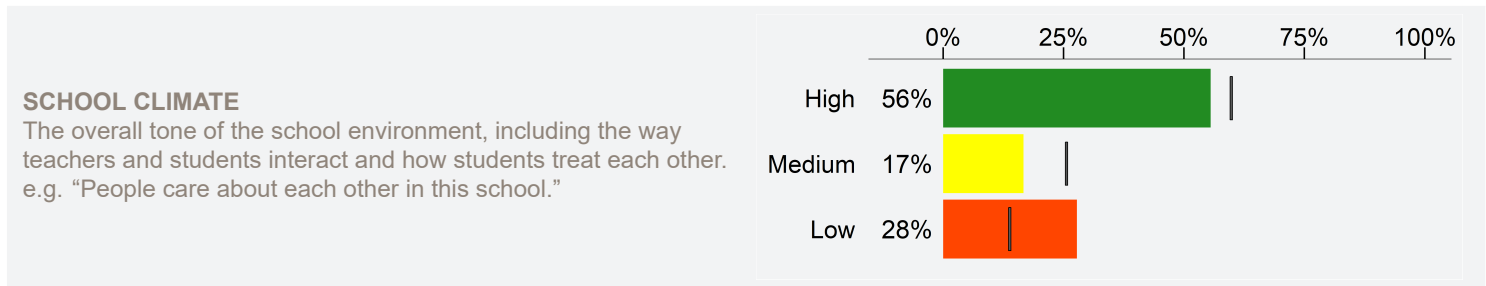 SCHOOL CLIMATE
The overall tone of the school environment, including the way
teachers and students interact and how students treat each other.
e.g. “People care about each other in this school.”
0% 25% 50% 75% 100%
High 56%
Medium 17%
Low 28%